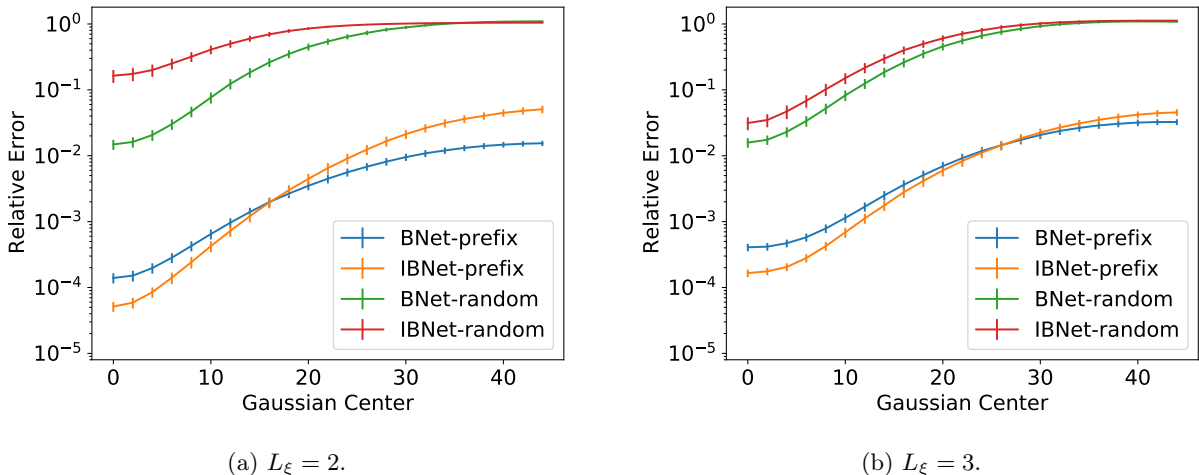 10^0
10^{-1}
10^{-2}
10^{-3}
10^{-4}
10^{-5}
Relative Error
0 10 20 30 40
Gaussian Center
BNet-prefix
IBNet-prefix
BNet-random
IBNet-random
(a) L_ξ = 2.
10^0
10^{-1}
10^{-2}
10^{-3}
10^{-4}
10^{-5}
Relative Error
0 10 20 30 40
Gaussian Center
BNet-prefix
IBNet-prefix
BNet-random
IBNet-random
(b) L_ξ = 3.